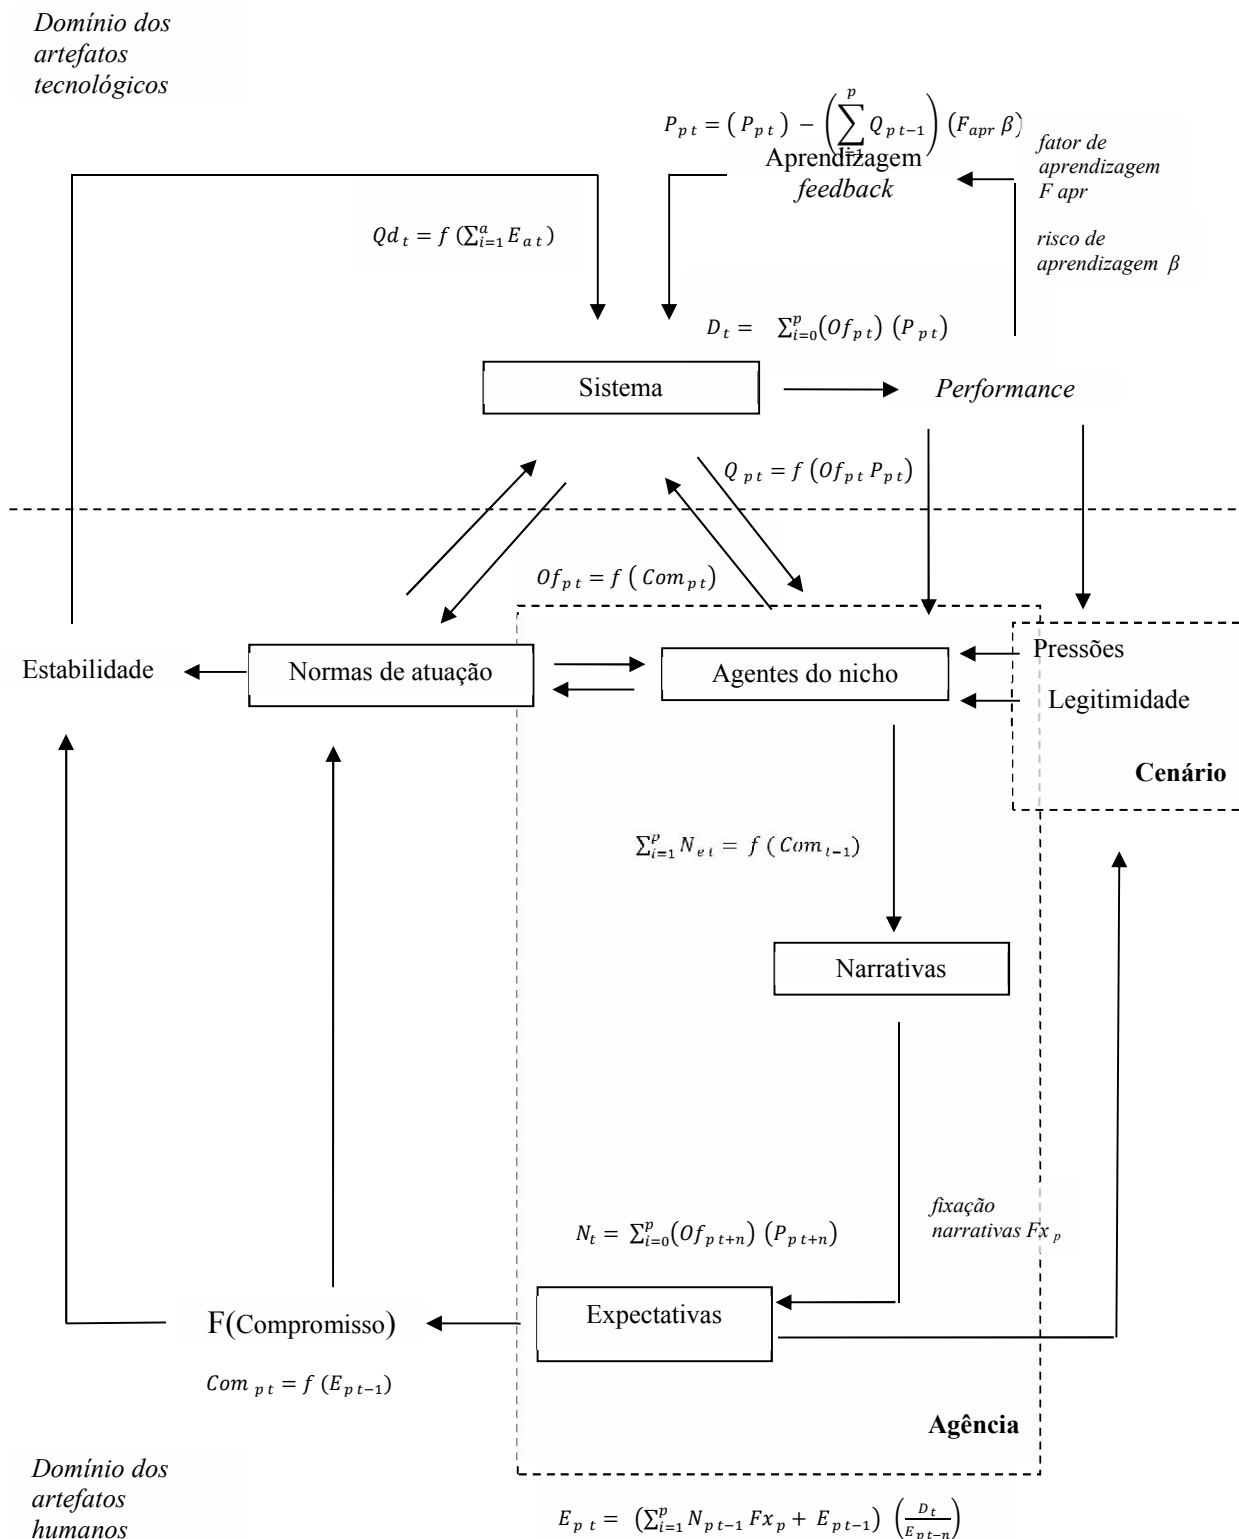 Domínio dos
artefatos
tecnológicos
P_{pt} = (P_{pt}) − (∑_{i=1}^{p} Q_{pt−1}) (F_{apr} β)
Aprendizagem
feedback
fator de
aprendizagem
F apr
Qd_t = f (∑_{i=1}^{a} E_{at})
risco de
aprendizagem β
D_t = ∑_{i=0}^{p}(Of_{pt}) (P_{pt})
Sistema
Performance
Q_{pt} = f (Of_{pt} P_{pt})
Of_{pt} = f ( Com_{pt})
Estabilidade
Normas de atuação
Agentes do nicho
Pressões
Legitimidade
Cenário
∑_{i=1}^{p} N_{et} = f ( Com_{t−1})
Narrativas
fixação
narrativas Fx_p
N_t = ∑_{i=0}^{p}(Of_{pt+n}) (P_{pt+n})
F(Compromisso)
Expectativas
Com_{pt} = f (E_{pt−1})
Agência
Domínio dos
artefatos
humanos
E_{pt} = (∑_{i=1}^{p} N_{pt−1} Fx_p + E_{pt−1}) (D_t / E_{pt−n})